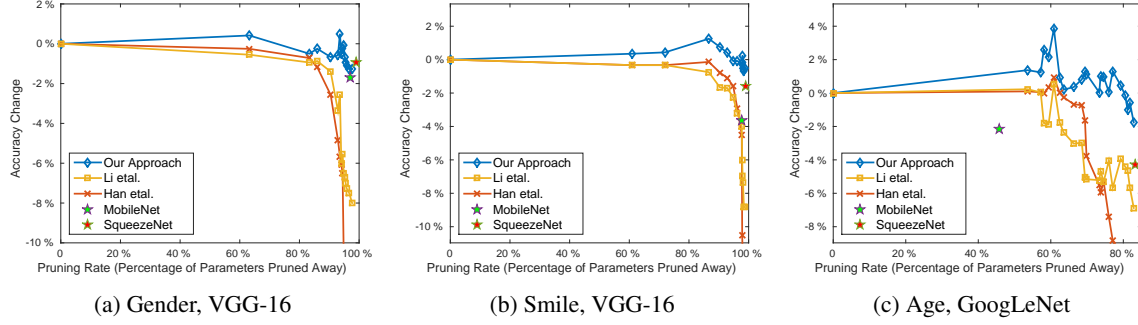 2 %
0 %
-2 %
-4 %
-6 %
-8 %
-10 %
Accuracy Change
Our Approach
Li etal.
Han etal.
MobileNet
SqueezeNet
0 %
20 %
40 %
60 %
80 %
100 %
Pruning Rate (Percentage of Parameters Pruned Away)
(a) Gender, VGG-16
2 %
0 %
-2 %
-4 %
-6 %
-8 %
-10 %
Accuracy Change
Our Approach
Li etal.
Han etal.
MobileNet
SqueezeNet
0 %
20 %
40 %
60 %
80 %
100 %
Pruning Rate (Percentage of Parameters Pruned Away)
(b) Smile, VGG-16
4 %
2 %
0 %
-2 %
-4 %
-6 %
-8 %
Accuracy Change
Our Approach
Li etal.
Han etal.
MobileNet
SqueezeNet
0 %
20 %
40 %
60 %
80 %
Pruning Rate (Percentage of Parameters Pruned Away)
(c) Age, GoogLeNet